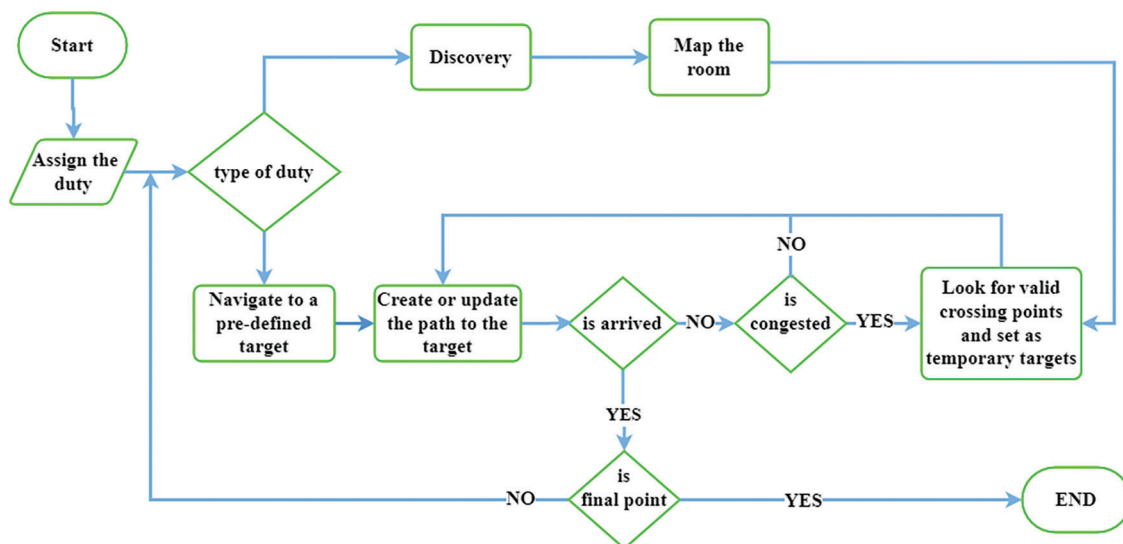 Start
Discovery
Map the
room
Assign the
duty
type of duty
NO
Navigate to a
pre-defined
target
Create or update
the path to the
target
is arrived
NO
is
congested
YES
Look for valid
crossing points
and set as
temporary targets
YES
is
final point
NO
YES
END